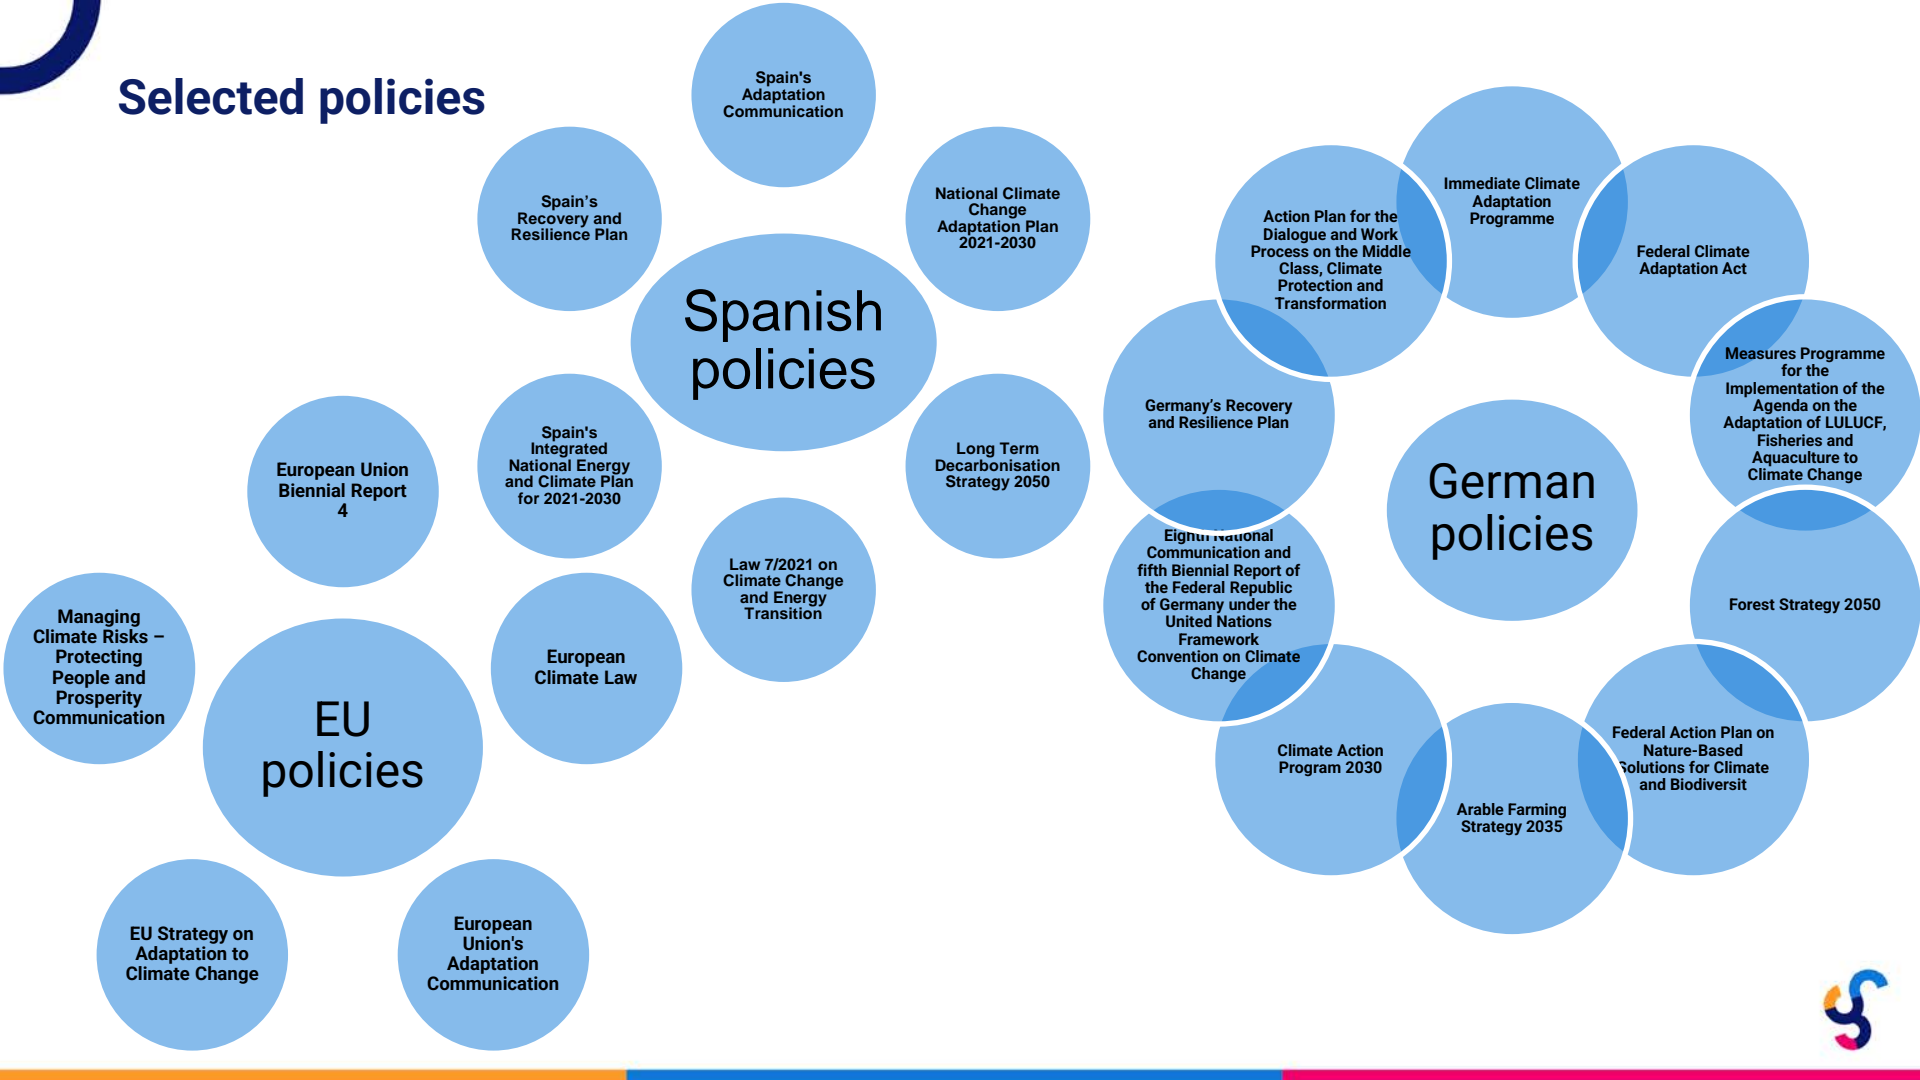 Selected policies
Spain's
Adaptation
Communication
Spain’s
Recovery and
Resilience Plan
National Climate
Change
Adaptation Plan
2021-2030
Spanish
policies
Spain's
Integrated
National Energy
and Climate Plan
for 2021-2030
Long Term
Decarbonisation
Strategy 2050
Law 7/2021 on
Climate Change
and Energy
Transition
European Union
Biennial Report
4
Managing
Climate Risks –
Protecting
People and
Prosperity
Communication
European
Climate Law
EU
policies
EU Strategy on
Adaptation to
Climate Change
European
Union's
Adaptation
Communication
Immediate Climate
Adaptation
Programme
Action Plan for the
Dialogue and Work
Process on the Middle
Class, Climate
Protection and
Transformation
Federal Climate
Adaptation Act
Measures Programme
for the
Implementation of the
Agenda on the
Adaptation of LULUCF,
Fisheries and
Aquaculture to
Climate Change
Germany’s Recovery
and Resilience Plan
German
policies
Eighth National
Communication and
fifth Biennial Report of
the Federal Republic
of Germany under the
United Nations
Framework
Convention on Climate
Change
Forest Strategy 2050
Climate Action
Program 2030
Federal Action Plan on
Nature-Based
Solutions for Climate
and Biodiversit
Arable Farming
Strategy 2035